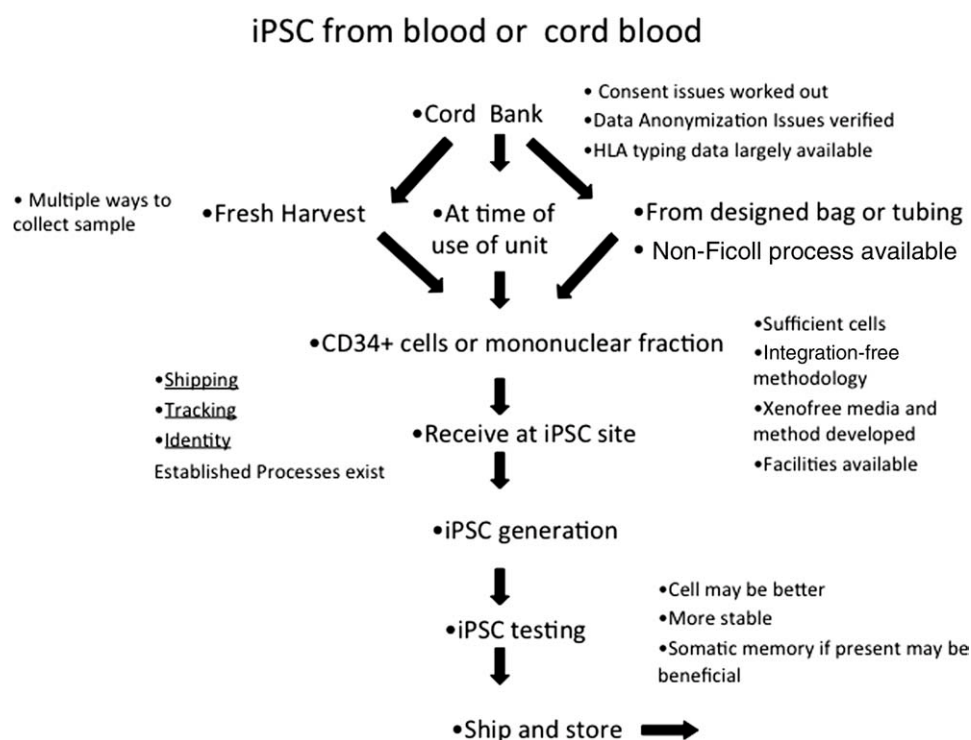 iPSC from blood or cord blood
•Cord Bank
• Consent issues worked out
•Data Anonymization Issues verified
•HLA typing data largely available
• Multiple ways to
collect sample
•Fresh Harvest
•At time of
use of unit
•From designed bag or tubing
• Non-Ficoll process available
•CD34+ cells or mononuclear fraction
•Sufficient cells
•Integration-free
methodology
•Xenofree media and
method developed
•Facilities available
•Shipping
•Tracking
•Identity
Established Processes exist
•Receive at iPSC site
•iPSC generation
•iPSC testing
•Cell may be better
•More stable
•Somatic memory if present may be
beneficial
•Ship and store